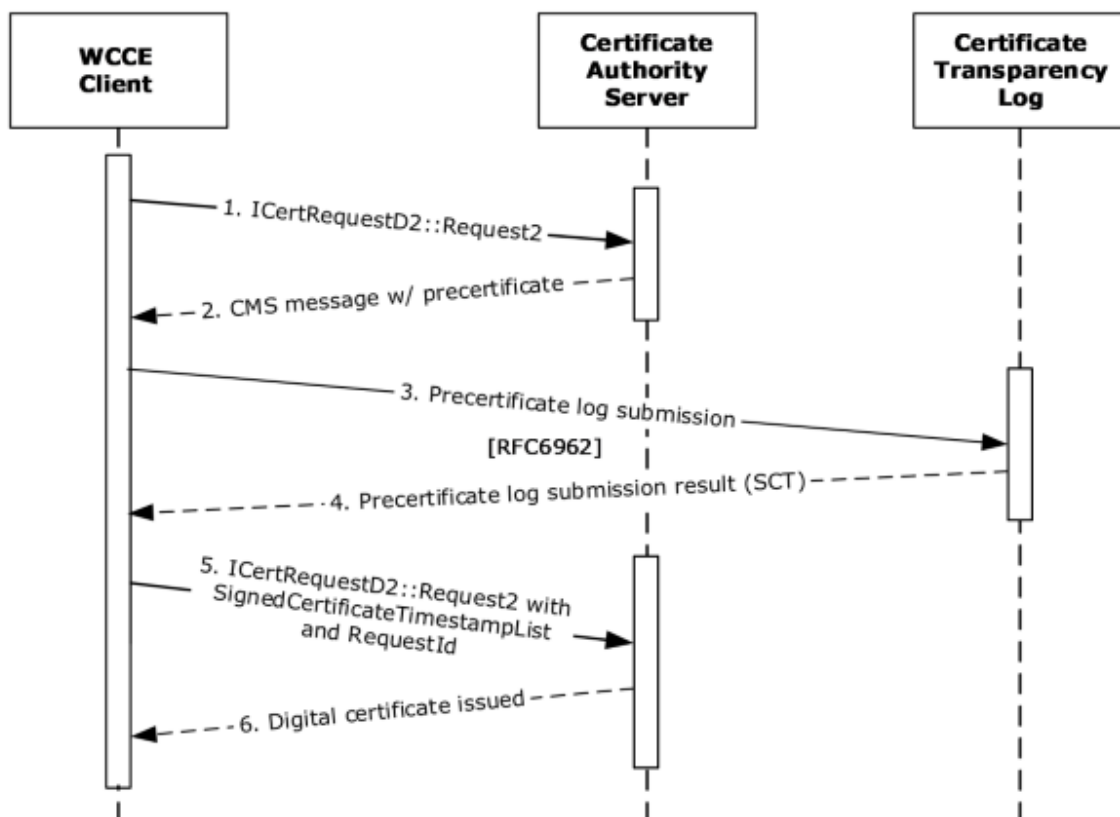 WCCE
Client
Certificate
Authority
Server
Certificate
Transparency
Log
1. ICertRequestD2::Request2
2. CMS message w/ precertificate
3. Precertificate log submission
[RFC6962]
4. Precertificate log submission result (SCT)
5. ICertRequestD2::Request2 with
SignedCertificateTimestampList
and RequestId
6. Digital certificate issued